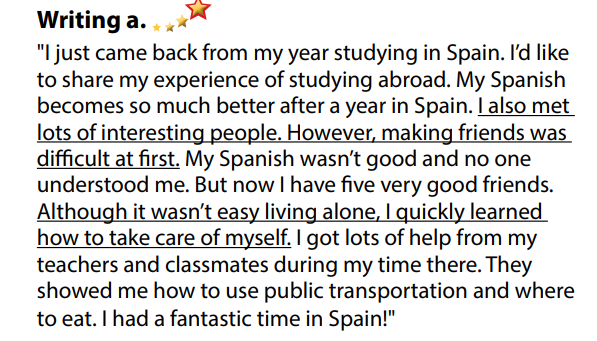 Writing a.
"I just came back from my year studying in Spain. I'd like
to share my experience of studying abroad. My Spanish
becomes so much better after a year in Spain. I also met
lots of interesting people. However, making friends was
difficult at first. My Spanish wasn't good and no one
understood me. But now I have five very good friends.
Although it wasn't easy living alone, I quickly learned
how to take care of myself. I got lots of help from my
teachers and classmates during my time there. They
showed me how to use public transportation and where
to eat. I had a fantastic time in Spain!"